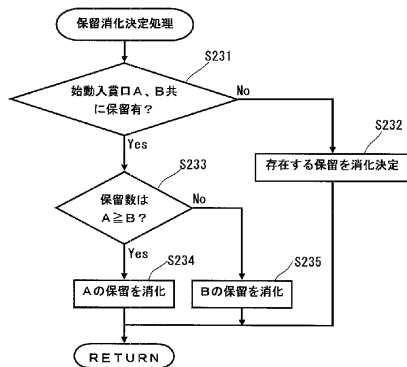 保留消化決定処理
S231
始動入賞口A、B共
に保留有?
No
Yes
S232
存在する保留を消化決定
S233
保留数は
A≧B?
No
Yes
S234
Aの保留を消化
S235
Bの保留を消化
RETURN